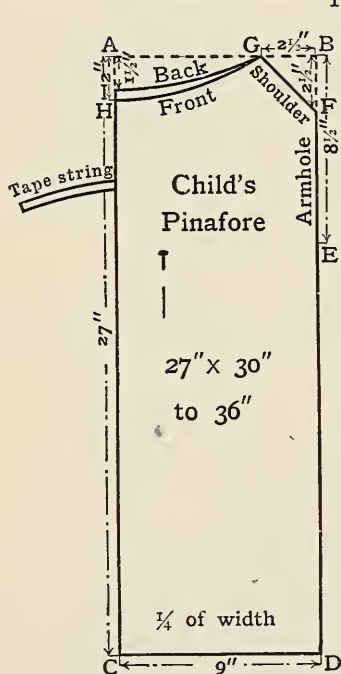 A
G
2½"
B
2"
1½"
Back
Front
Shoulder
2½"
F
H
8½"
Armhole
Tape string
Child's
Pinafore
E
27"
27" X 30"
to 36"
¼ of width
C
9"
D